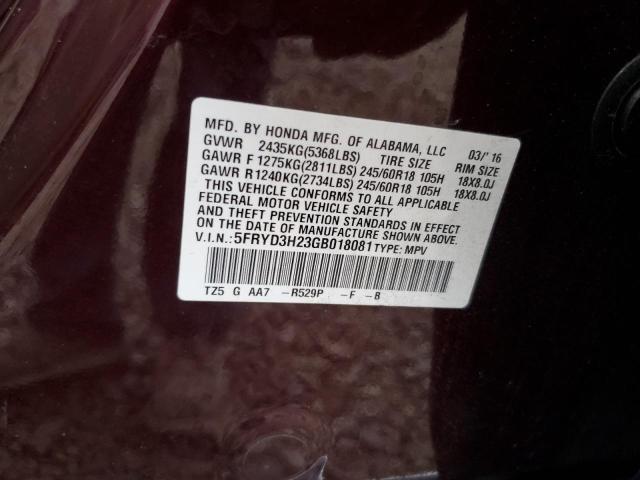 MFD. BY HONDA MFG. OF ALABAMA, LLC 03/'16
GVWR 2435KG(5368LBS) TIRE SIZE RIM SIZE
GAWR F 1275KG(2811LBS) 245/60R18 105H 18X8.0J
GAWR R1240KG(2734LBS) 245/60R18 105H 18X8.0J
THIS VEHICLE CONFORMS TO ALL APPLICABLE
FEDERAL MOTOR VEHICLE SAFETY
AND THEFT PREVENTION STANDARDS IN EFFECT
ON THE DATE OF MANUFACTURE SHOWN ABOVE.
V.I.N.:5FRYD3H23GB018081 TYPE: MPV
TZ5 G AA7 -R529P -F -B